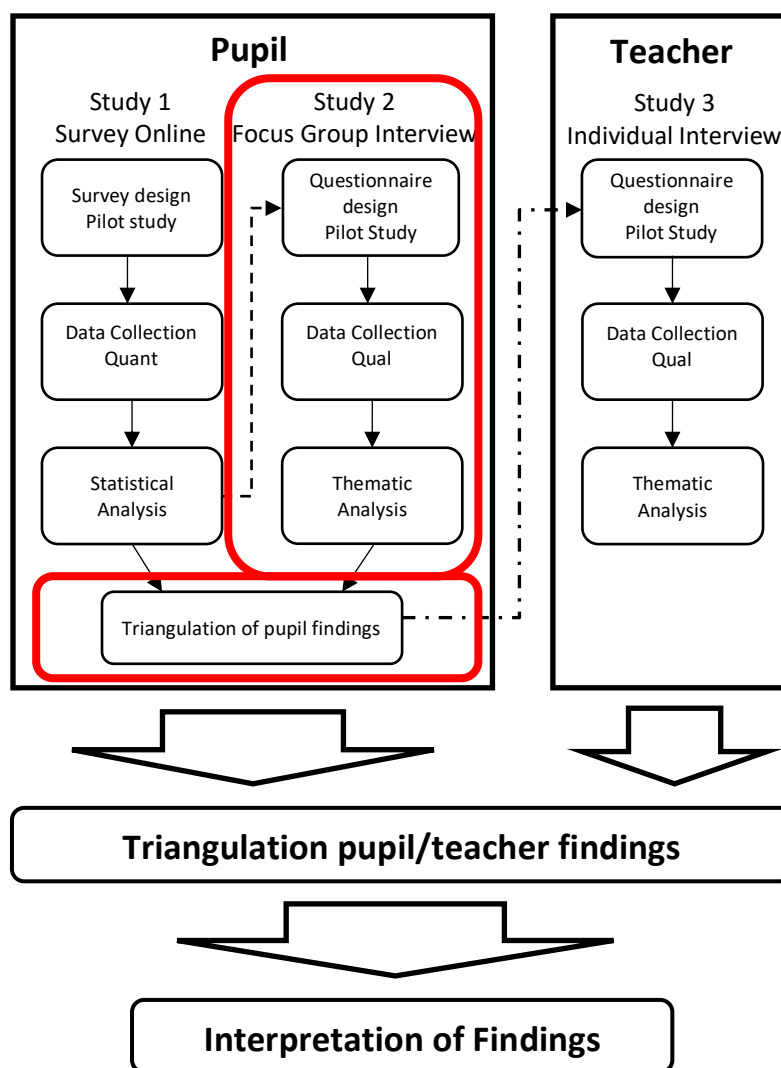 Pupil
Study 1
Survey Online
Survey design
Pilot study
Data Collection
Quant
Statistical
Analysis
Study 2
Focus Group Interview
Questionnaire
design
Pilot Study
Data Collection
Qual
Thematic
Analysis
Triangulation of pupil findings
Teacher
Study 3
Individual Interview
Questionnaire
design
Pilot Study
Data Collection
Qual
Thematic
Analysis
Triangulation pupil/teacher findings
Interpretation of Findings